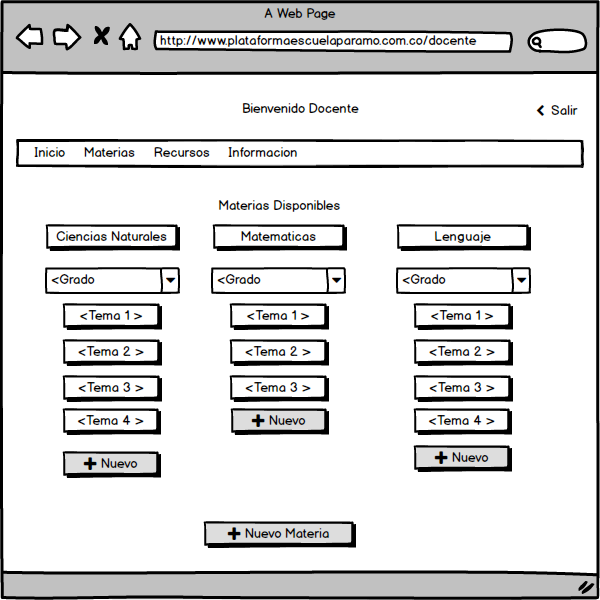 A Web Page
http://www.plataformaescuelaparamo.com.co/docente
Bienvenido Docente
Salir
Inicio Materias Recursos Informacion
Materias Disponibles
Ciencias Naturales Matematicas Lenguaje
<Grado <Grado <Grado
<Tema 1 > <Tema 1 > <Tema 1 >
<Tema 2 > <Tema 2 > <Tema 2 >
<Tema 3 > <Tema 3 > <Tema 3 >
<Tema 4 > Nuevo <Tema 4 >
Nuevo Nuevo
Nuevo Materia